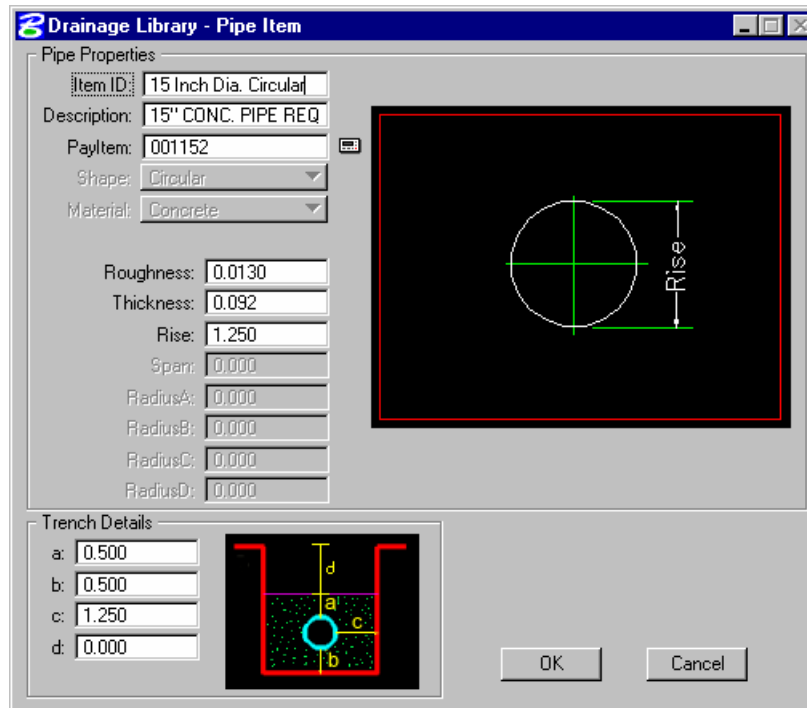 Drainage Library - Pipe Item
Pipe Properties
Item ID: 15 Inch Dia. Circular
Description: 15" CONC. PIPE REQ
PayItem: 001152
Shape: Circular
Material: Concrete
Roughness: 0.0130
Thickness: 0.092
Rise: 1.250
Span: 0.000
RadiusA: 0.000
RadiusB: 0.000
RadiusC: 0.000
RadiusD: 0.000
Rise
Trench Details
a: 0.500
b: 0.500
c: 1.250
d: 0.000
d
a
c
b
OK
Cancel